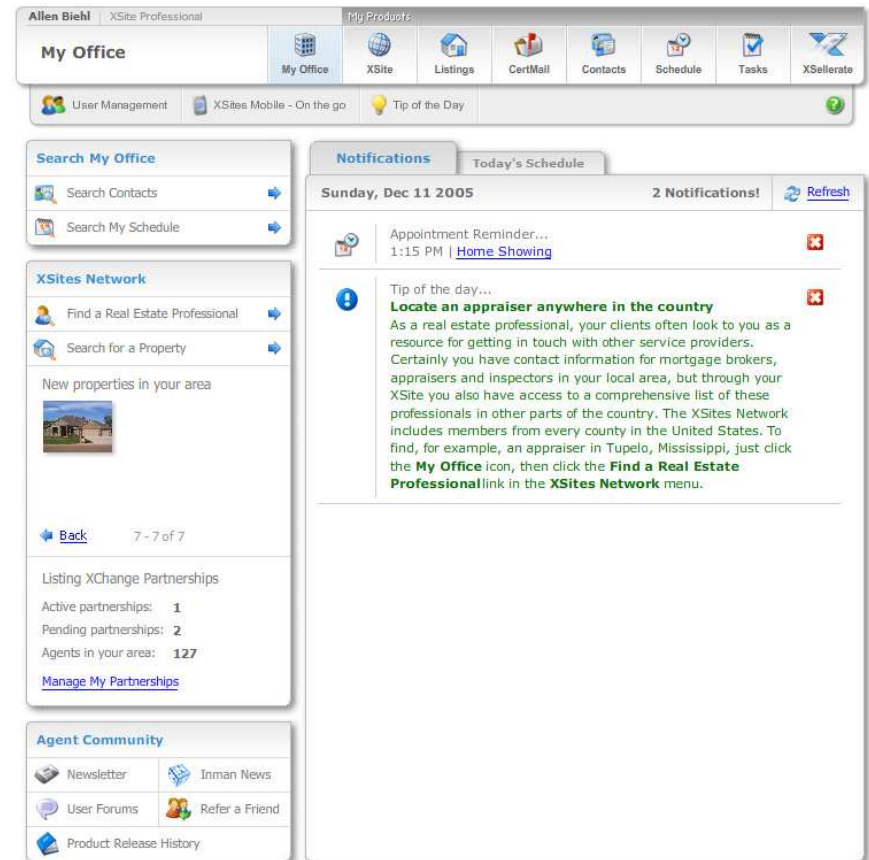 Allen Biehl | XSite Professional
My Products
My Office
My Office
XSite
Listings
CertMail
Contacts
Schedule
Tasks
XSellerate
User Management
XSites Mobile - On the go
Tip of the Day
Search My Office
Search Contacts
Search My Schedule
XSites Network
Find a Real Estate Professional
Search for a Property
New properties in your area
Back
7 - 7 of 7
Listing XChange Partnerships
Active partnerships: 1
Pending partnerships: 2
Agents in your area: 127
Manage My Partnerships
Agent Community
Newsletter
Inman News
User Forums
Refer a Friend
Product Release History
Notifications
Today's Schedule
Sunday, Dec 11 2005
2 Notifications!
Refresh
Appointment Reminder...
1:15 PM | Home Showing
Tip of the day...
Locate an appraiser anywhere in the country
As a real estate professional, your clients often look to you as a
resource for getting in touch with other service providers.
Certainly you have contact information for mortgage brokers,
appraisers and inspectors in your local area, but through your
XSite you also have access to a comprehensive list of these
professionals in other parts of the country. The XSites Network
includes members from every county in the United States. To
find, for example, an appraiser in Tupelo, Mississippi, just click
the My Office icon, then click the Find a Real Estate
Professional link in the XSites Network menu.